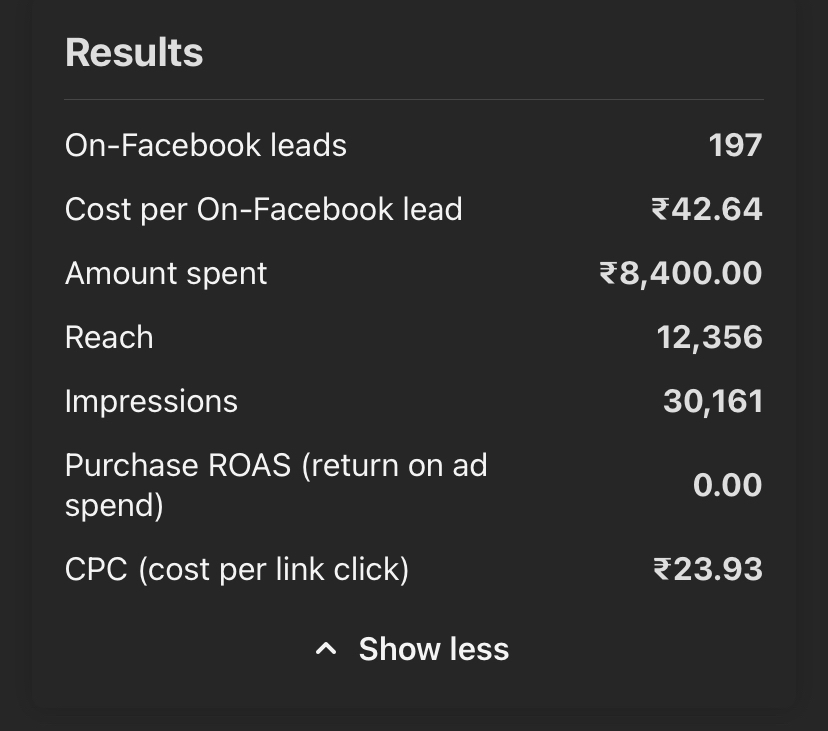 Results
On-Facebook leads 197
Cost per On-Facebook lead ₹42.64
Amount spent ₹8,400.00
Reach 12,356
Impressions 30,161
Purchase ROAS (return on ad
spend) 0.00
CPC (cost per link click) ₹23.93
Show less